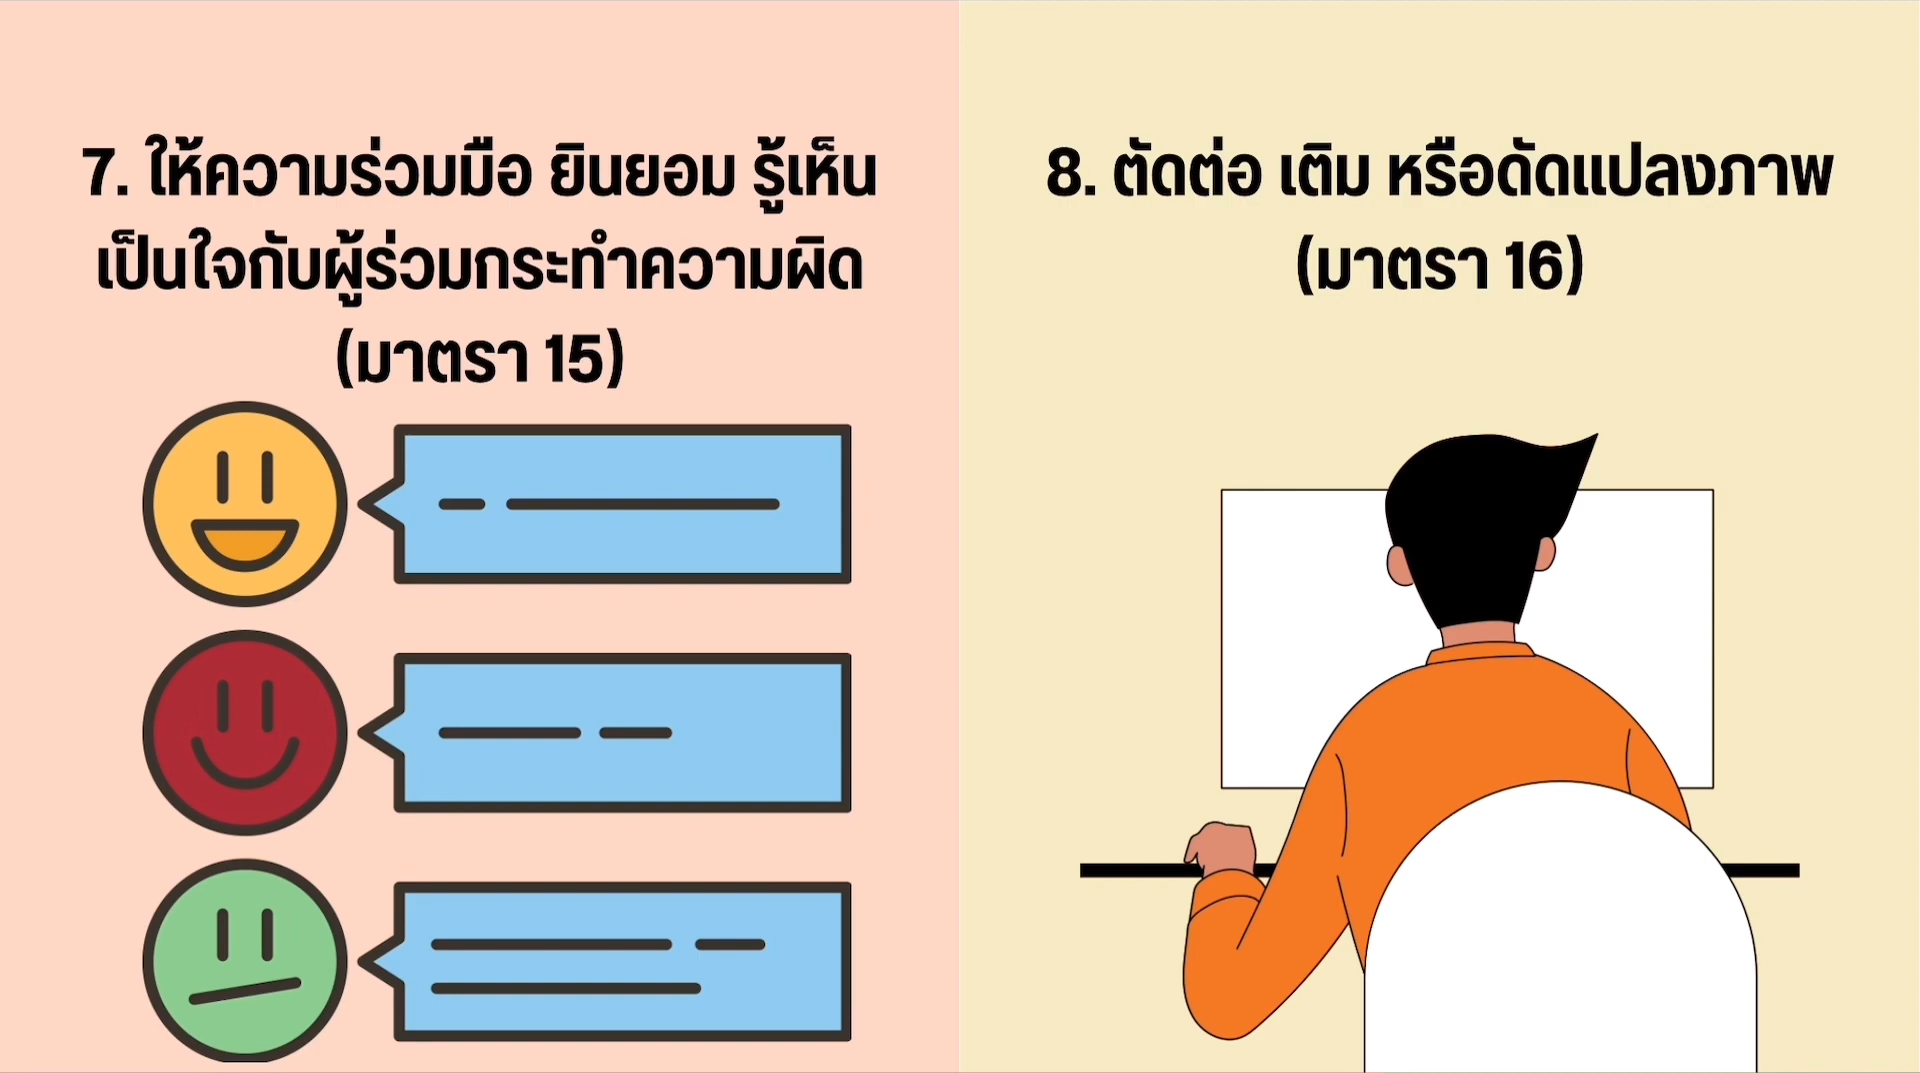 7. ให้ความร่วมมือ ยินยอม รู้เห็น
เป็นใจกับผู้ร่วมกระทำความผิด
(มาตรา 15)
8. ตัดต่อ เติม หรือดัดแปลงภาพ
(มาตรา 16)